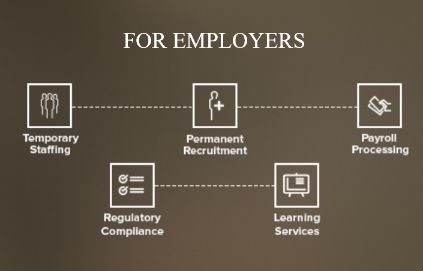 FOR EMPLOYERS
Temporary
Staffing
Permanent
Recruitment
Payroll
Processing
Regulatory
Compliance
Learning
Services